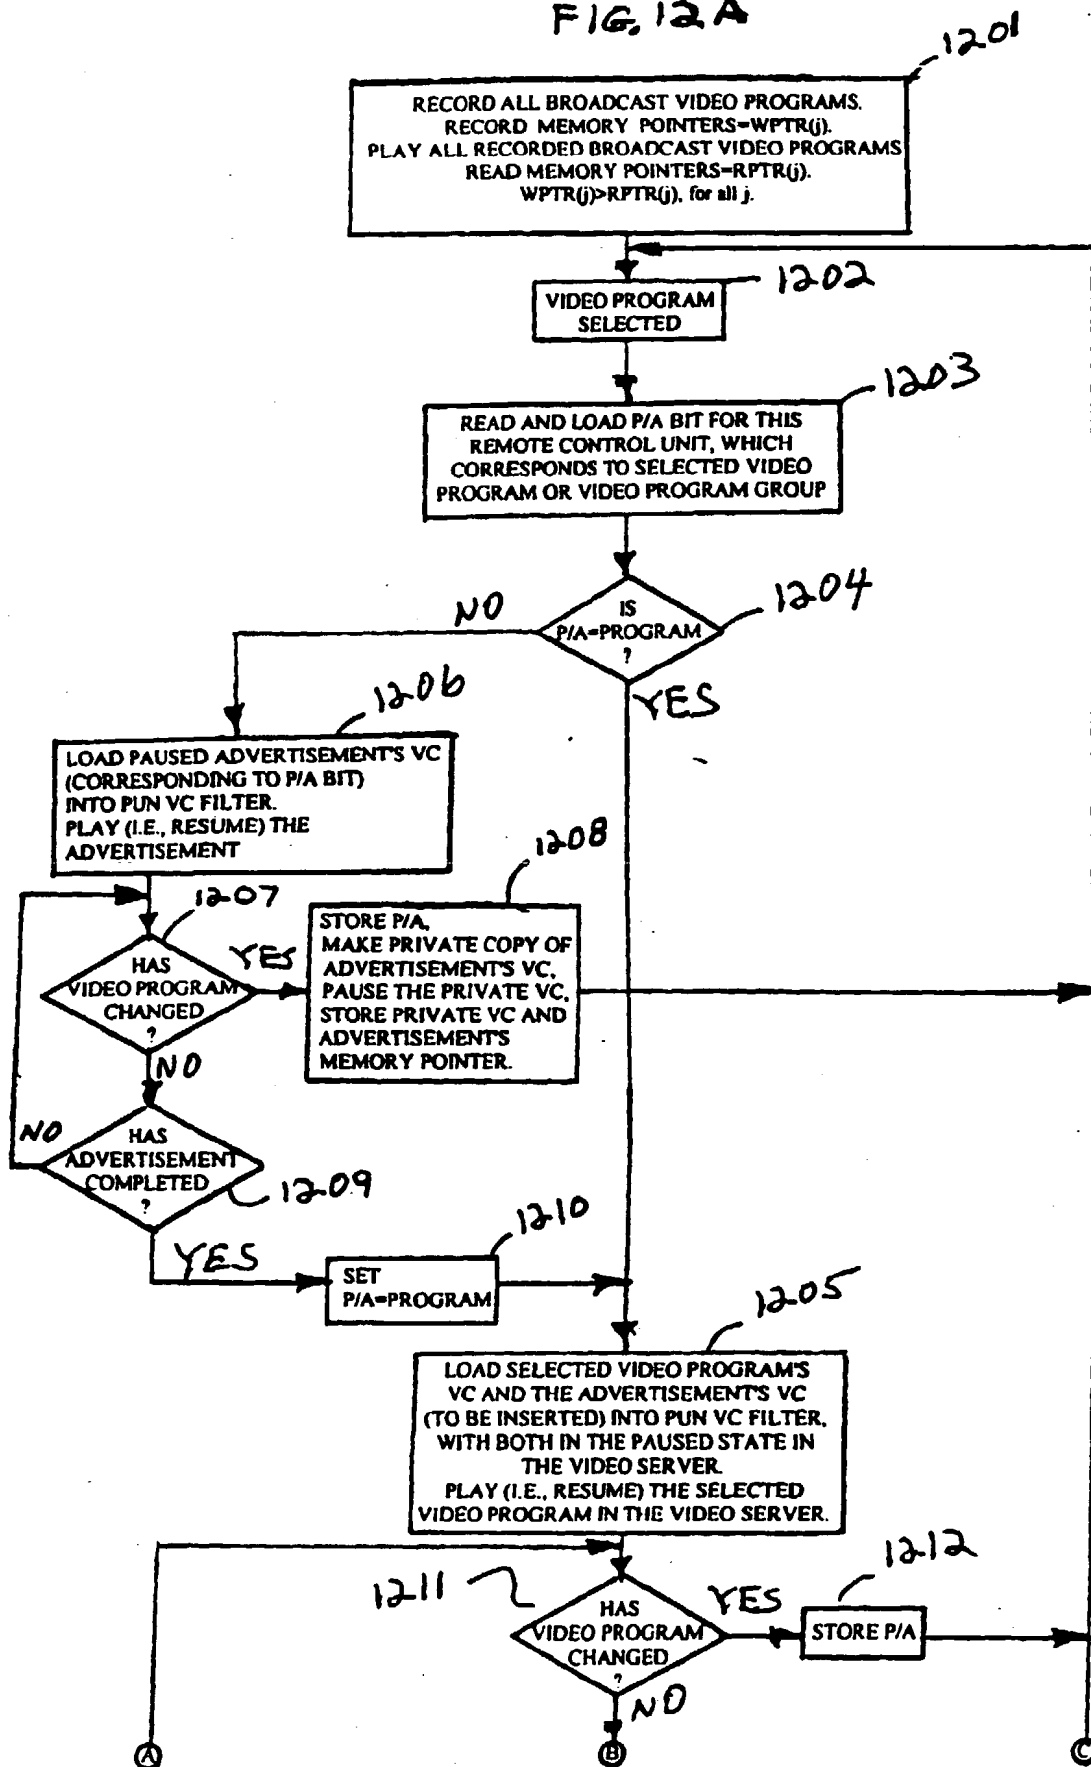 FIG. 12A
1201
RECORD ALL BROADCAST VIDEO PROGRAMS.
RECORD MEMORY POINTERS=WPTR(j).
PLAY ALL RECORDED BROADCAST VIDEO PROGRAMS
READ MEMORY POINTERS=RPTR(j).
WPTR(j)>RPTR(j), for all j.
1202
VIDEO PROGRAM
SELECTED
1203
READ AND LOAD P/A BIT FOR THIS
REMOTE CONTROL UNIT, WHICH
CORRESPONDS TO SELECTED VIDEO
PROGRAM OR VIDEO PROGRAM GROUP
1204
IS
P/A=PROGRAM
?
NO
YES
1206
LOAD PAUSED ADVERTISEMENT'S VC
(CORRESPONDING TO P/A BIT)
INTO PUN VC FILTER.
PLAY (I.E., RESUME) THE
ADVERTISEMENT
1207
HAS
VIDEO PROGRAM
CHANGED
?
YES
NO
1208
STORE P/A,
MAKE PRIVATE COPY OF
ADVERTISEMENT'S VC,
PAUSE THE PRIVATE VC,
STORE PRIVATE VC AND
ADVERTISEMENT'S
MEMORY POINTER.
NO
HAS
ADVERTISEMENT
COMPLETED
?
1209
YES
1210
SET
P/A=PROGRAM
1205
LOAD SELECTED VIDEO PROGRAM'S
VC AND THE ADVERTISEMENT'S VC
(TO BE INSERTED) INTO PUN VC FILTER,
WITH BOTH IN THE PAUSED STATE IN
THE VIDEO SERVER.
PLAY (I.E., RESUME) THE SELECTED
VIDEO PROGRAM IN THE VIDEO SERVER.
1211
HAS
VIDEO PROGRAM
CHANGED
?
YES
1212
STORE P/A
NO
A
B
C